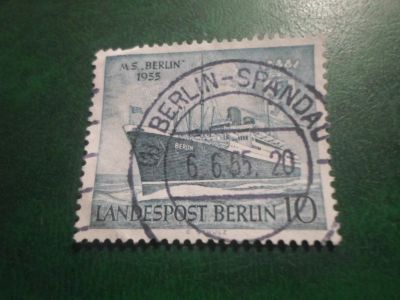 M.S. „BERLIN"
1955
BERLIN-SPANDAU
BERLIN
6.6.55. 20
LANDESPOST BERLIN 10